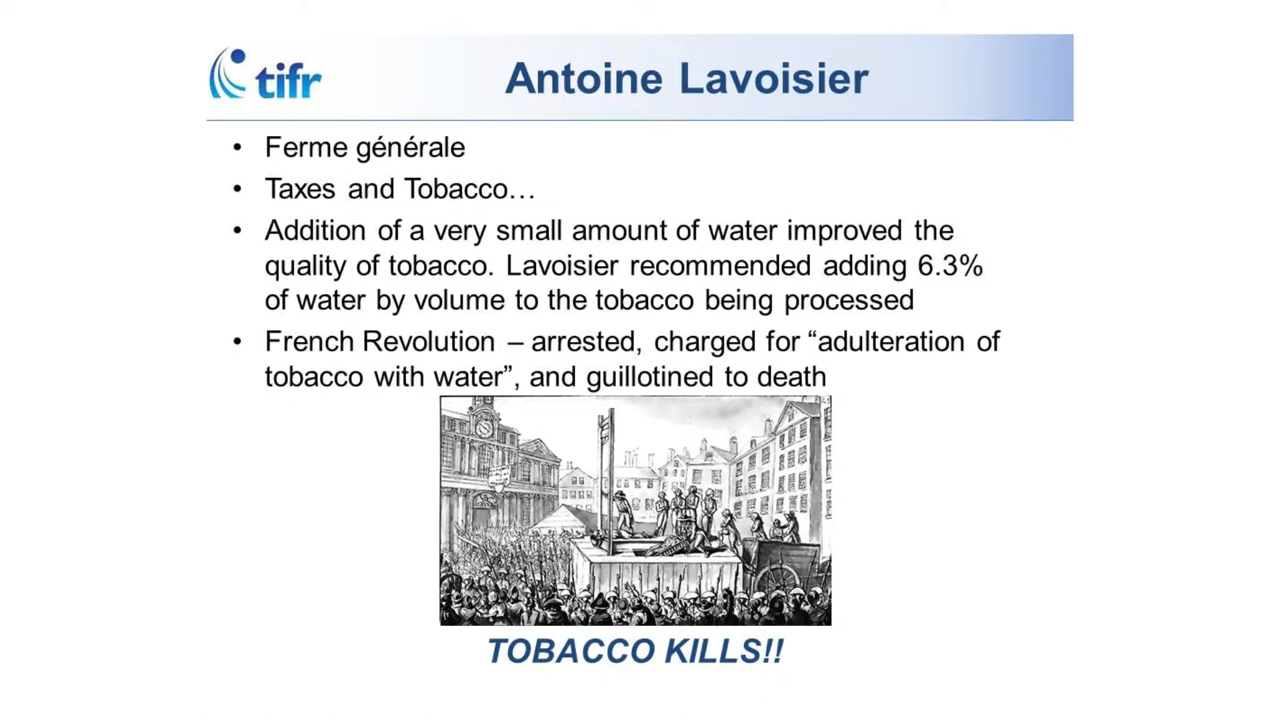 tifr
Antoine Lavoisier
• Ferme générale
• Taxes and Tobacco…
• Addition of a very small amount of water improved the
quality of tobacco. Lavoisier recommended adding 6.3%
of water by volume to the tobacco being processed
• French Revolution – arrested, charged for “adulteration of
tobacco with water”, and guillotined to death
TOBACCO KILLS!!